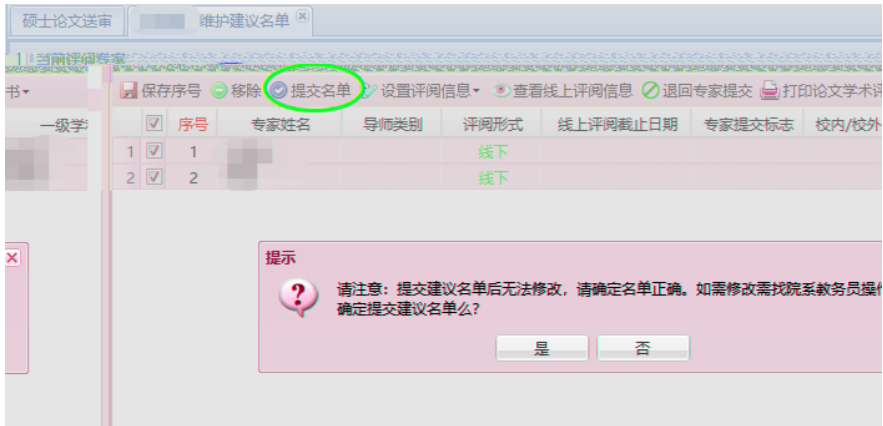 硕士论文送审
维护建议名单
当前评阅专家
书
保存序号 移除 提交名单 设置评阅信息 查看线上评阅信息 退回专家提交 打印论文学术评
一级学
序号 专家姓名 导师类别 评阅形式 线上评阅截止日期 专家提交标志 校内/校外
1 1 线下
2 2 线下
提示
请注意：提交建议名单后无法修改，请确定名单正确。如需修改需找院系教务员操作
确定提交建议名单么？
是 否